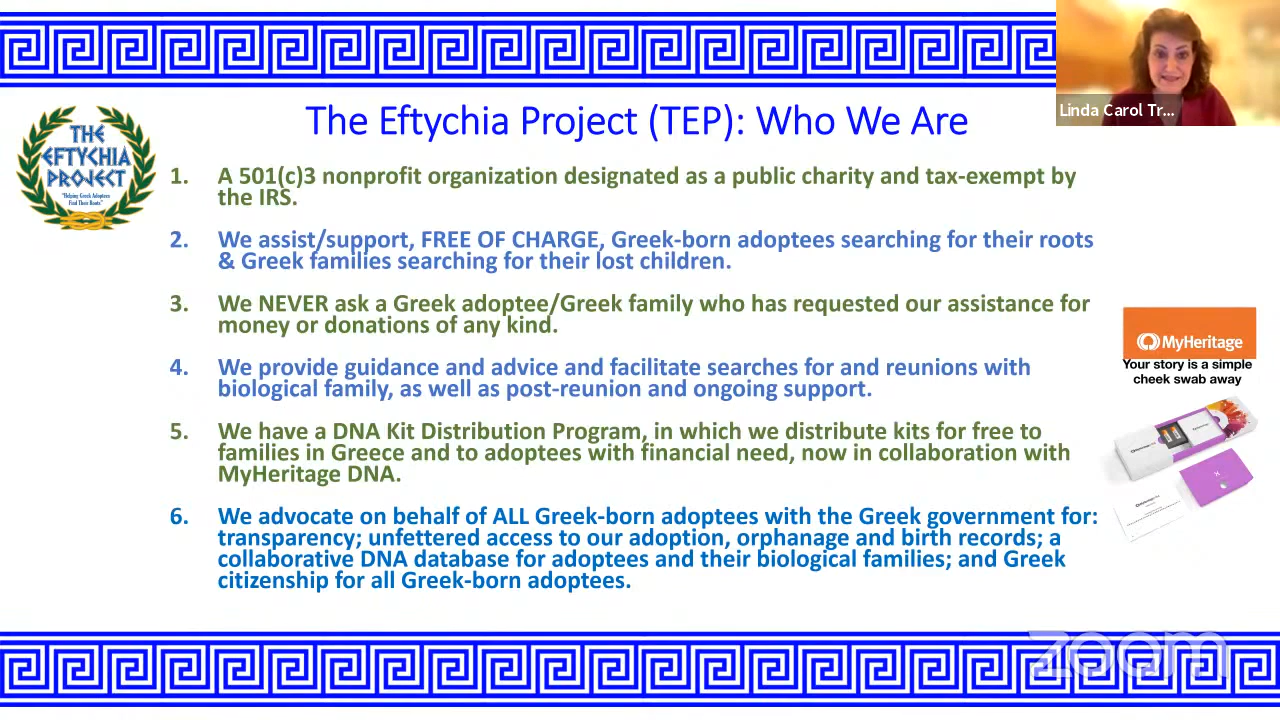 Linda Carol Tr...
The Eftychia Project (TEP): Who We Are
THE
EFTYCHIA
PROJECT
"Helping Greek Adoptees
Find Their Roots"
1. A 501(c)3 nonprofit organization designated as a public charity and tax-exempt by
the IRS.
2. We assist/support, FREE OF CHARGE, Greek-born adoptees searching for their roots
& Greek families searching for their lost children.
3. We NEVER ask a Greek adoptee/Greek family who has requested our assistance for
money or donations of any kind.
4. We provide guidance and advice and facilitate searches for and reunions with
biological family, as well as post-reunion and ongoing support.
5. We have a DNA Kit Distribution Program, in which we distribute kits for free to
families in Greece and to adoptees with financial need, now in collaboration with
MyHeritage DNA.
6. We advocate on behalf of ALL Greek-born adoptees with the Greek government for:
transparency; unfettered access to our adoption, orphanage and birth records; a
collaborative DNA database for adoptees and their biological families; and Greek
citizenship for all Greek-born adoptees.
MyHeritage
Your story is a simple
cheek swab away
zoom